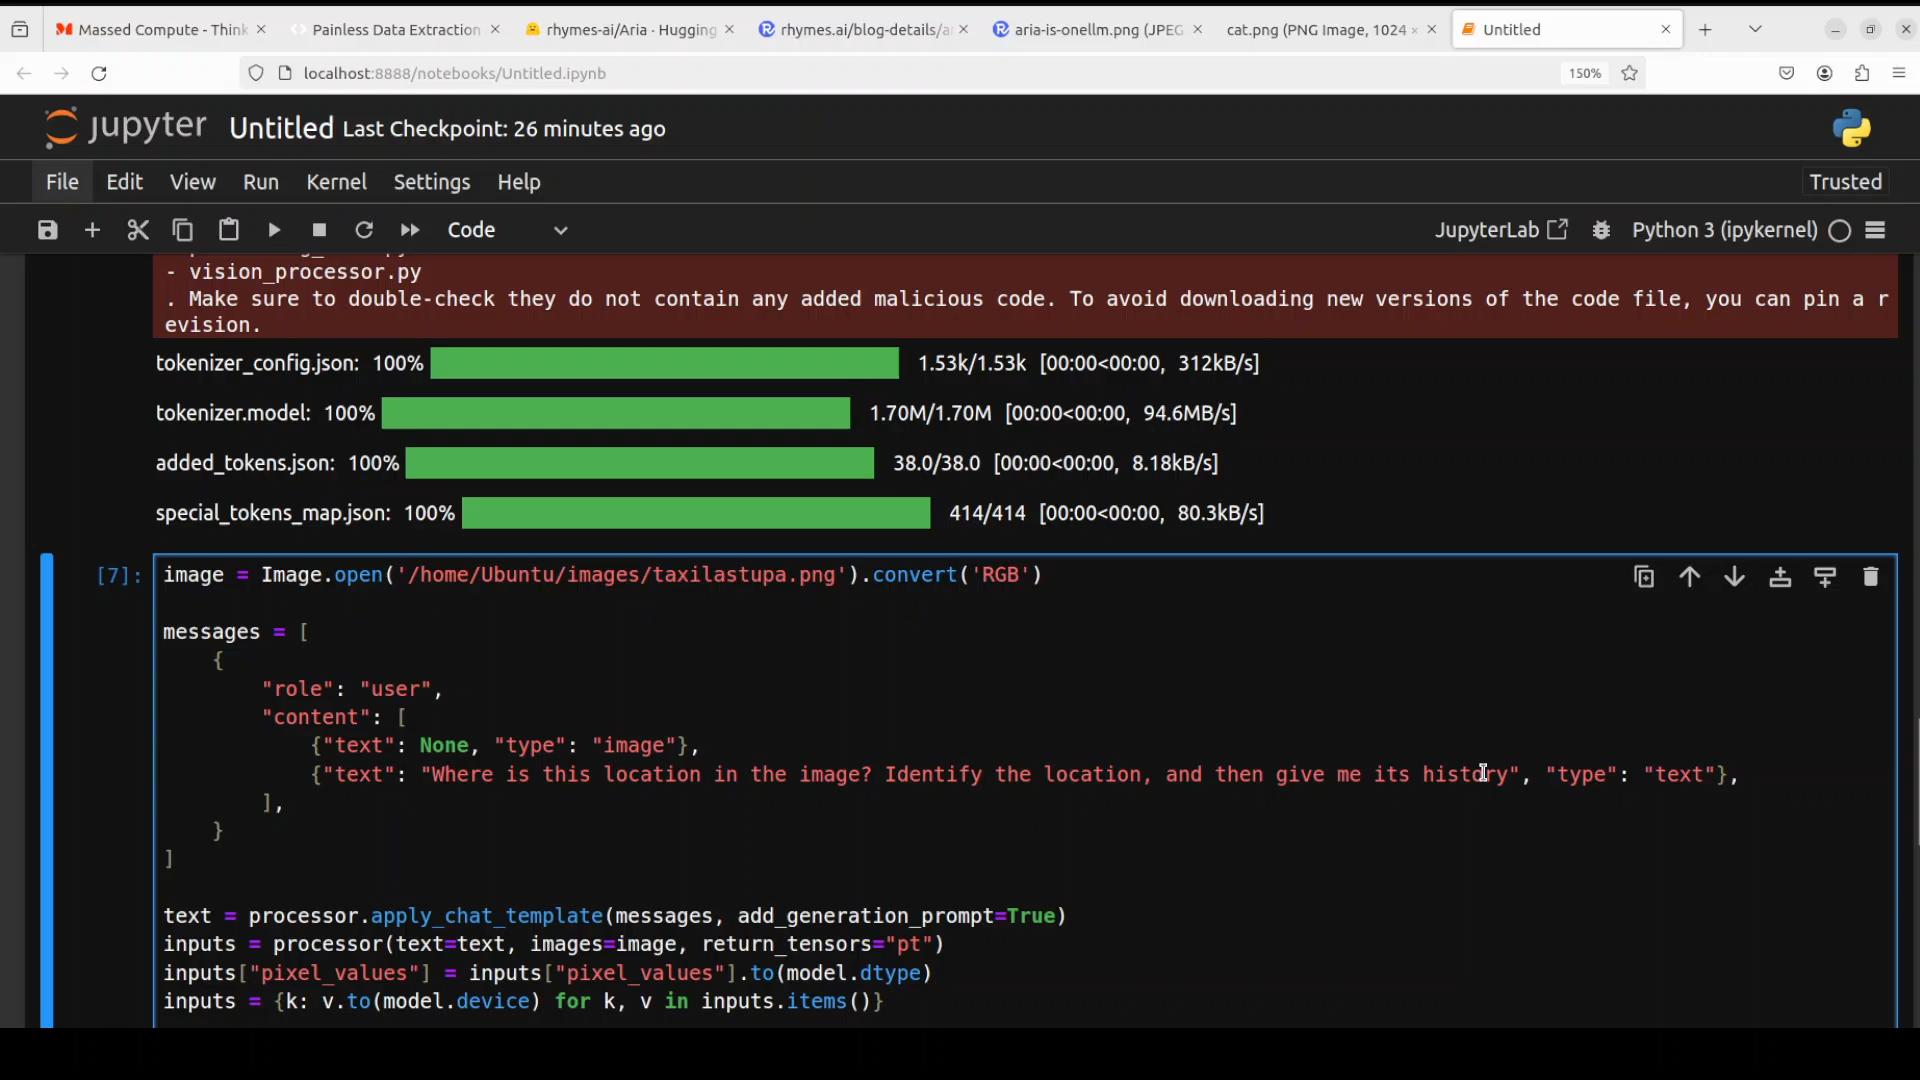 Massed Compute - Think
Painless Data Extraction
rhymes-ai/Aria · Hugging
rhymes.ai/blog-details/a
aria-is-onellm.png (JPEG
cat.png (PNG Image, 1024 ×
Untitled
localhost:8888/notebooks/Untitled.ipynb
150%
jupyter Untitled Last Checkpoint: 26 minutes ago
File Edit View Run Kernel Settings Help
Trusted
Code
JupyterLab
Python 3 (ipykernel)
- vision_processor.py
. Make sure to double-check they do not contain any added malicious code. To avoid downloading new versions of the code file, you can pin a r
evision.
tokenizer_config.json: 100% 1.53k/1.53k [00:00<00:00, 312kB/s]
tokenizer.model: 100% 1.70M/1.70M [00:00<00:00, 94.6MB/s]
added_tokens.json: 100% 38.0/38.0 [00:00<00:00, 8.18kB/s]
special_tokens_map.json: 100% 414/414 [00:00<00:00, 80.3kB/s]
[7]: image = Image.open('/home/Ubuntu/images/taxilastupa.png').convert('RGB')
messages = [
{
"role": "user",
"content": [
{"text": None, "type": "image"},
{"text": "Where is this location in the image? Identify the location, and then give me its history", "type": "text"},
],
}
]
text = processor.apply_chat_template(messages, add_generation_prompt=True)
inputs = processor(text=text, images=image, return_tensors="pt")
inputs["pixel_values"] = inputs["pixel_values"].to(model.dtype)
inputs = {k: v.to(model.device) for k, v in inputs.items()}